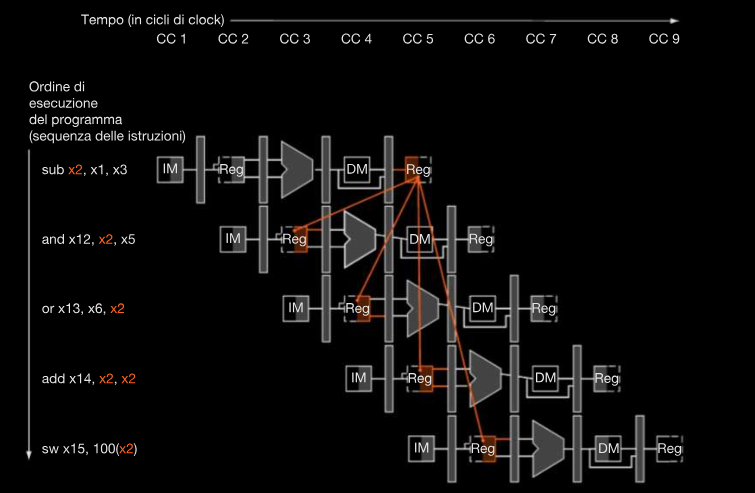 Tempo (in cicli di clock)
CC 1 CC 2 CC 3 CC 4 CC 5 CC 6 CC 7 CC 8 CC 9
Ordine di
esecuzione
del programma
(sequenza delle istruzioni)
sub x2, x1, x3 IM Reg DM Reg
and x12, x2, x5 IM Reg DM Reg
or x13, x6, x2 IM Reg DM Reg
add x14, x2, x2 IM Reg DM Reg
sw x15, 100(x2) IM Reg DM Reg